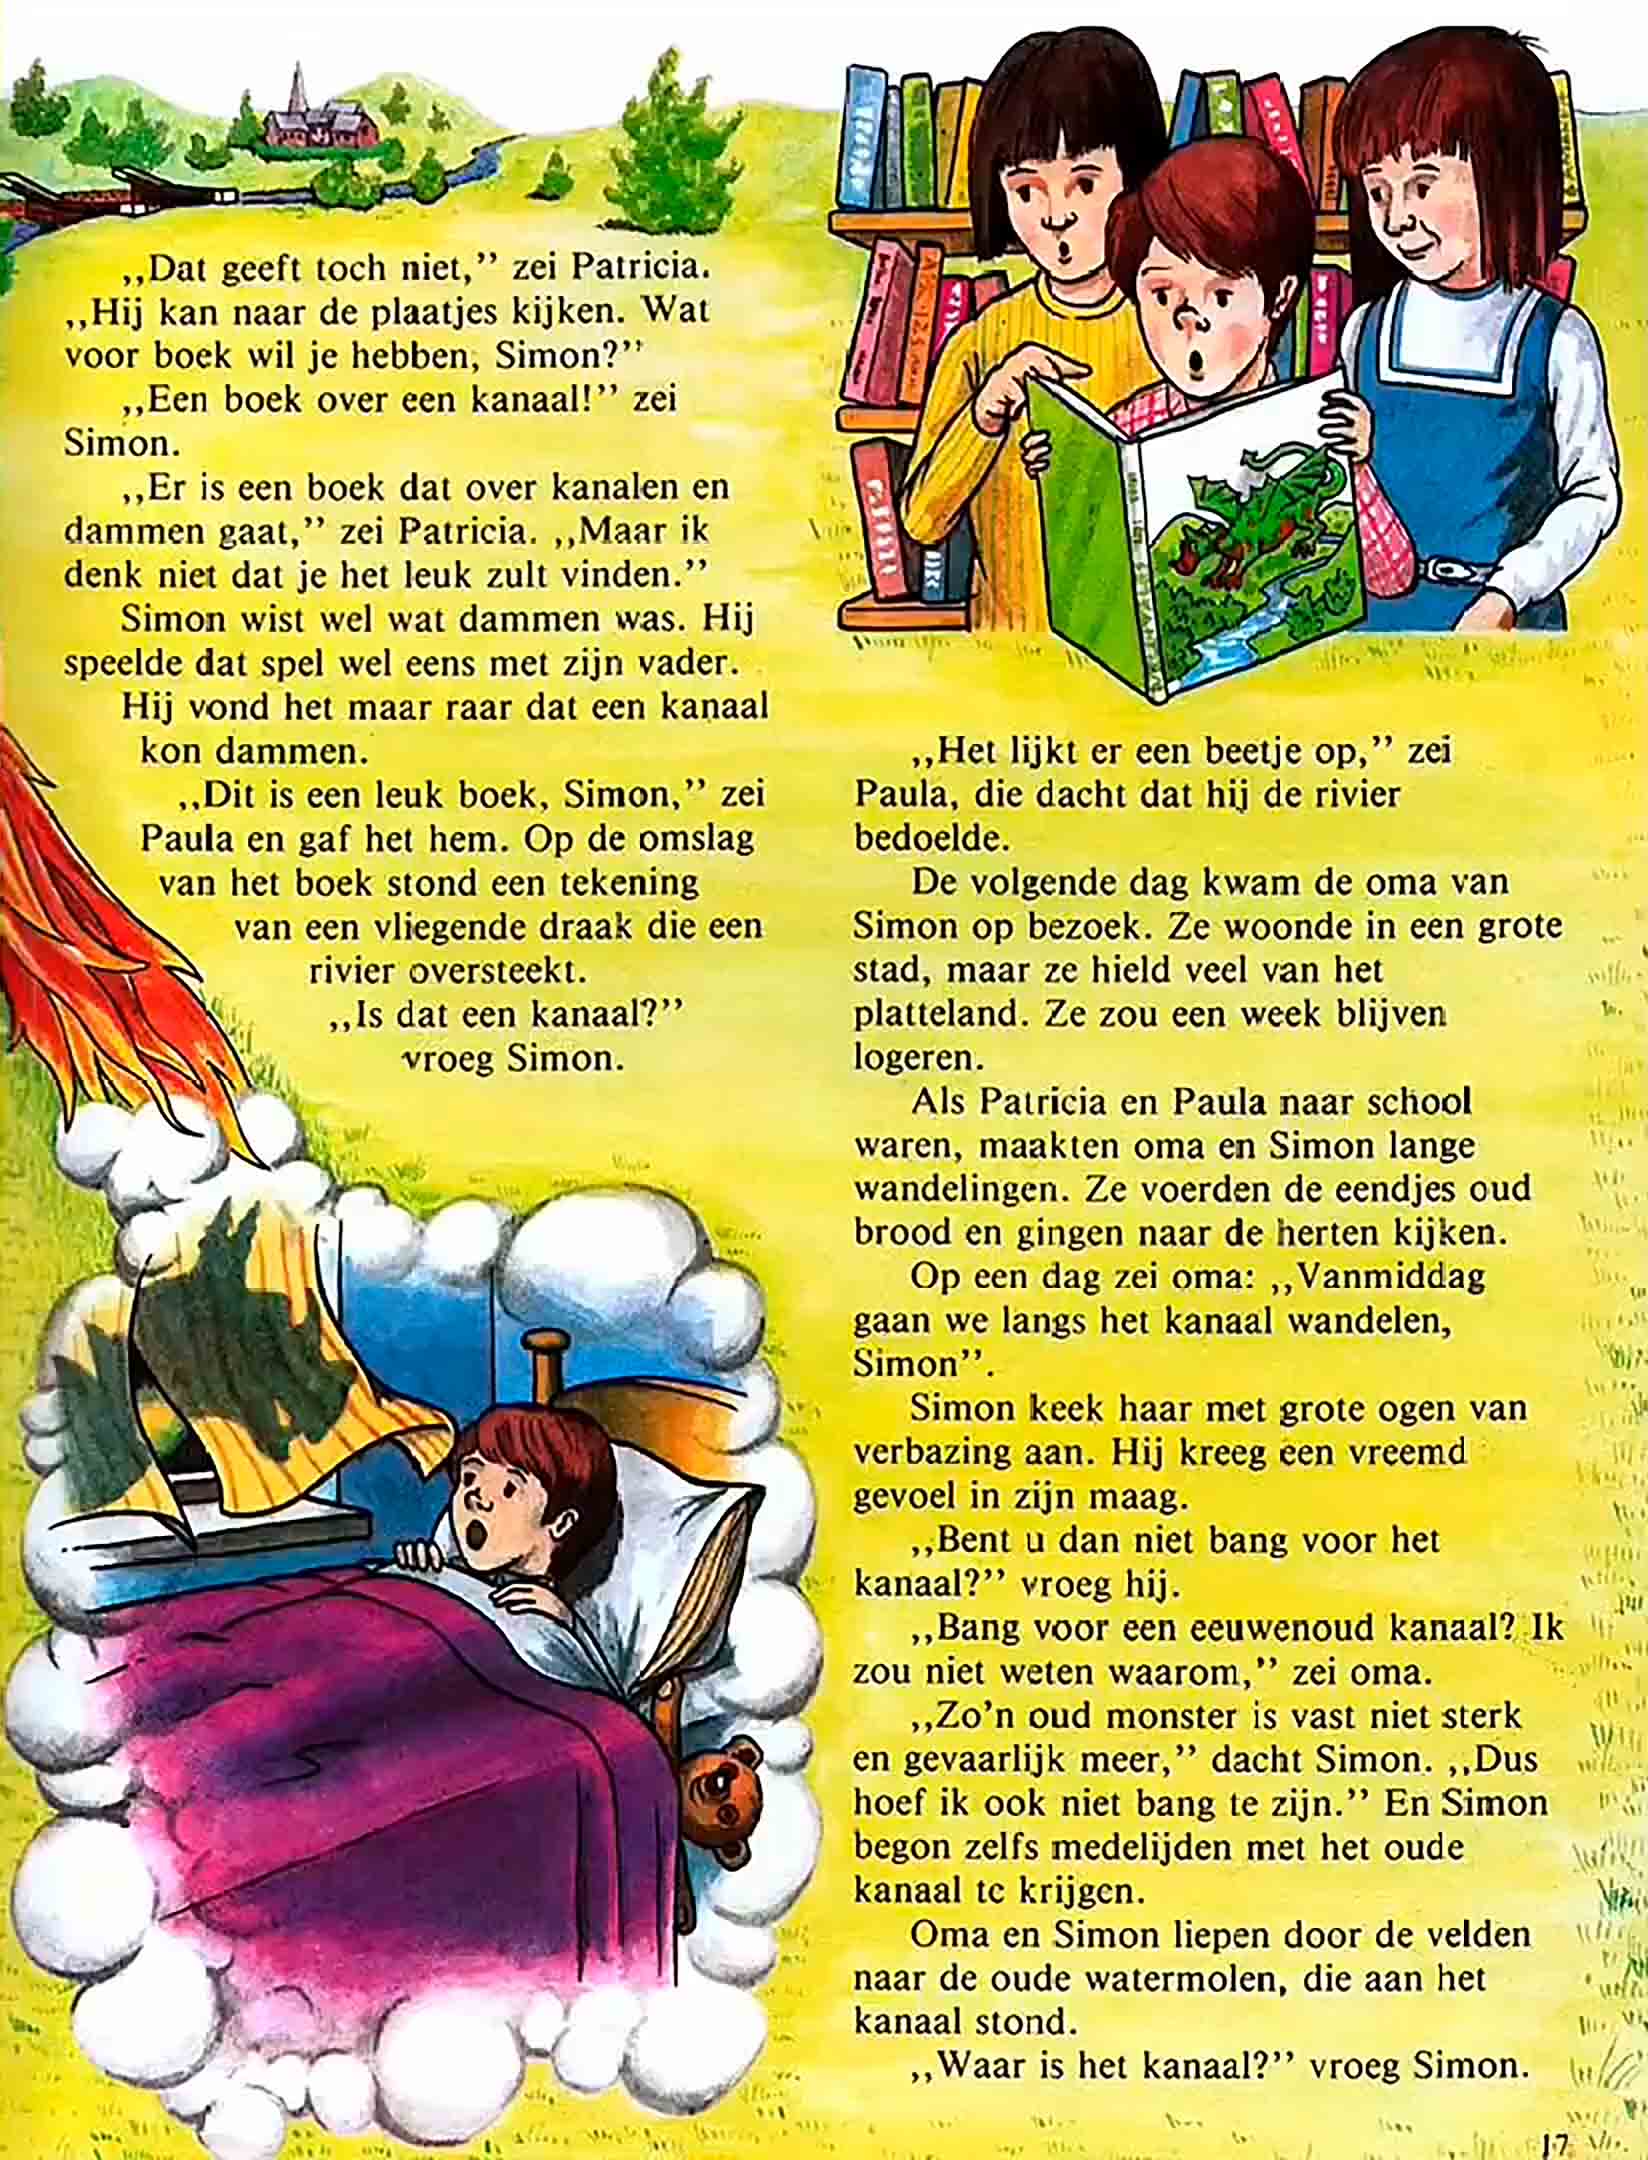 ,,Dat geeft toch niet,” zei Patricia.
,,Hij kan naar de plaatjes kijken. Wat
voor boek wil je hebben, Simon?”
,,Een boek over een kanaal!” zei
Simon.
,,Er is een boek dat over kanalen en
dammen gaat,” zei Patricia. ,,Maar ik
denk niet dat je het leuk zult vinden.”
Simon wist wel wat dammen was. Hij
speelde dat spel wel eens met zijn vader.
Hij vond het maar raar dat een kanaal
kon dammen.
,,Dit is een leuk boek, Simon,” zei
Paula en gaf het hem. Op de omslag
van het boek stond een tekening
van een vliegende draak die een
rivier oversteekt.
,,Is dat een kanaal?”
vroeg Simon.
,,Het lijkt er een beetje op,” zei
Paula, die dacht dat hij de rivier
bedoelde.
De volgende dag kwam de oma van
Simon op bezoek. Ze woonde in een grote
stad, maar ze hield veel van het
platteland. Ze zou een week blijven
logeren.
Als Patricia en Paula naar school
waren, maakten oma en Simon lange
wandelingen. Ze voerden de eendjes oud
brood en gingen naar de herten kijken.
Op een dag zei oma: ,,Vanmiddag
gaan we langs het kanaal wandelen,
Simon”.
Simon keek haar met grote ogen van
verbazing aan. Hij kreeg een vreemd
gevoel in zijn maag.
,,Bent u dan niet bang voor het
kanaal?” vroeg hij.
,,Bang voor een eeuwenoud kanaal? Ik
zou niet weten waarom,” zei oma.
,,Zo’n oud monster is vast niet sterk
en gevaarlijk meer,” dacht Simon. ,,Dus
hoef ik ook niet bang te zijn.” En Simon
begon zelfs medelijden met het oude
kanaal te krijgen.
Oma en Simon liepen door de velden
naar de oude watermolen, die aan het
kanaal stond.
,,Waar is het kanaal?” vroeg Simon.
17